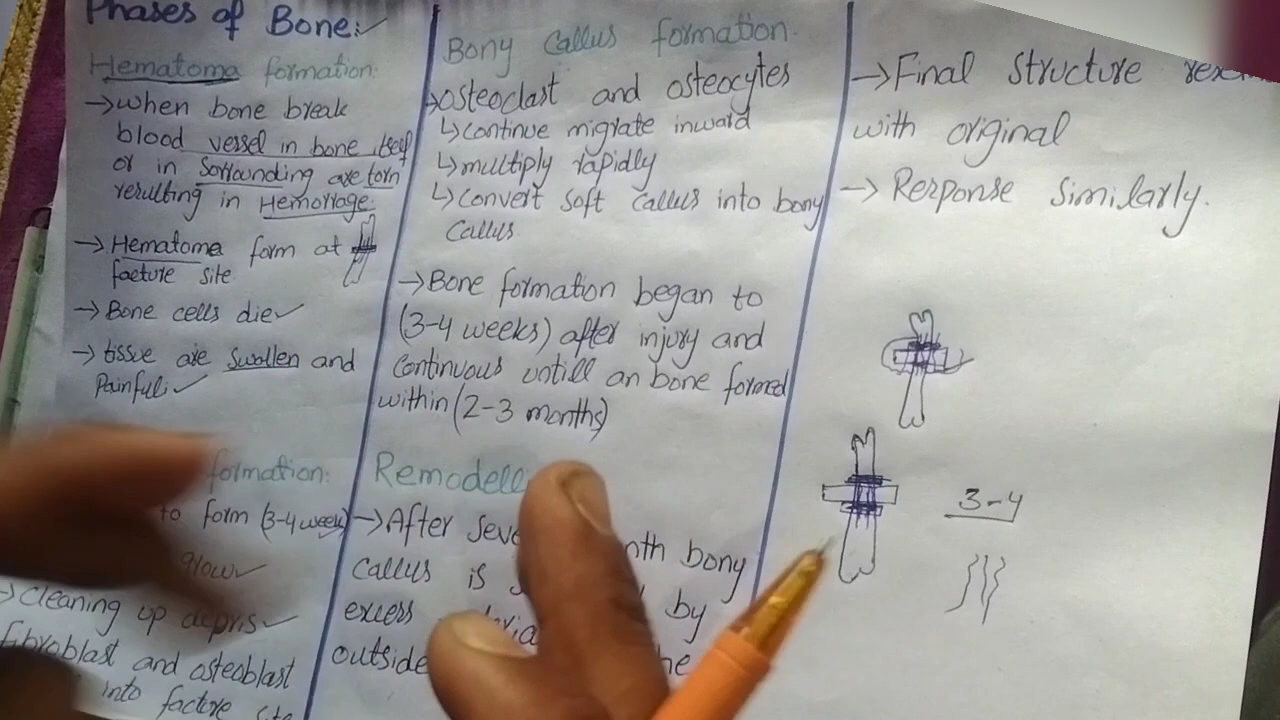 Phases of Bone:
Hematoma formation:
→ when bone break
blood vessel in bone itself
or in Sorrounding are torn
resulting in Hemorrage.
→ Hematoma form at
facture site
→ Bone cells die
→ tissue are swollen and
Painful.
formation:
to form (3-4 week)
→ cleaning up depris
fibroblast and osteoblast
into factore site
Bony Callus formation.
→ osteoclast and osteocytes
↳ continue migrate inward
↳ multiply rapidly
↳ convert soft callus into bony
Callus.
→ Bone formation began to
(3-4 weeks) after injury and
continuous untill an bone formed
within (2-3 months)
→ After
bony
callus is
by
excess
outside
→ Final structure
with original
→ Response similarly.
3-4